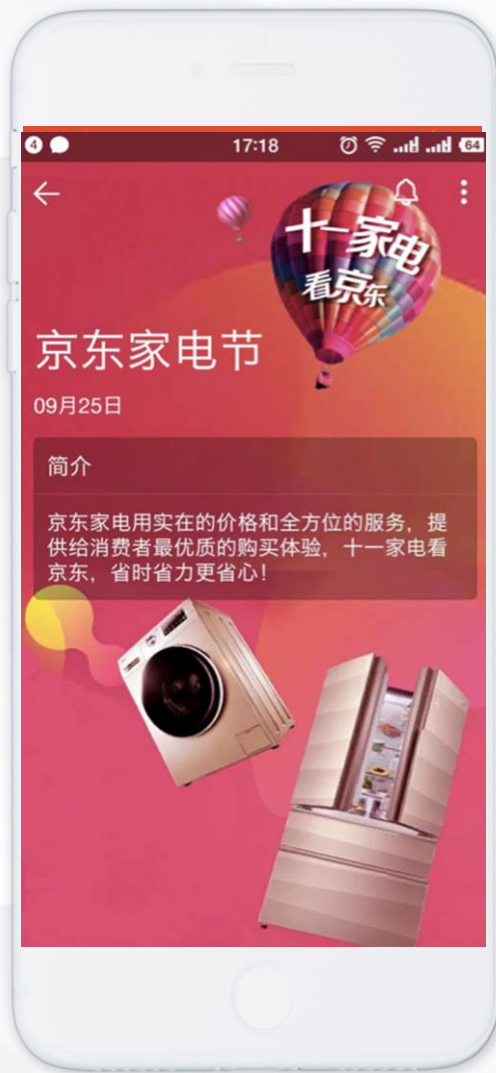 4
17:18
64
十一家电
看京东
京东家电节
09月25日
简介
京东家电用实在的价格和全方位的服务，提
供给消费者最优质的购买体验，十一家电看
京东，省时省力更省心！